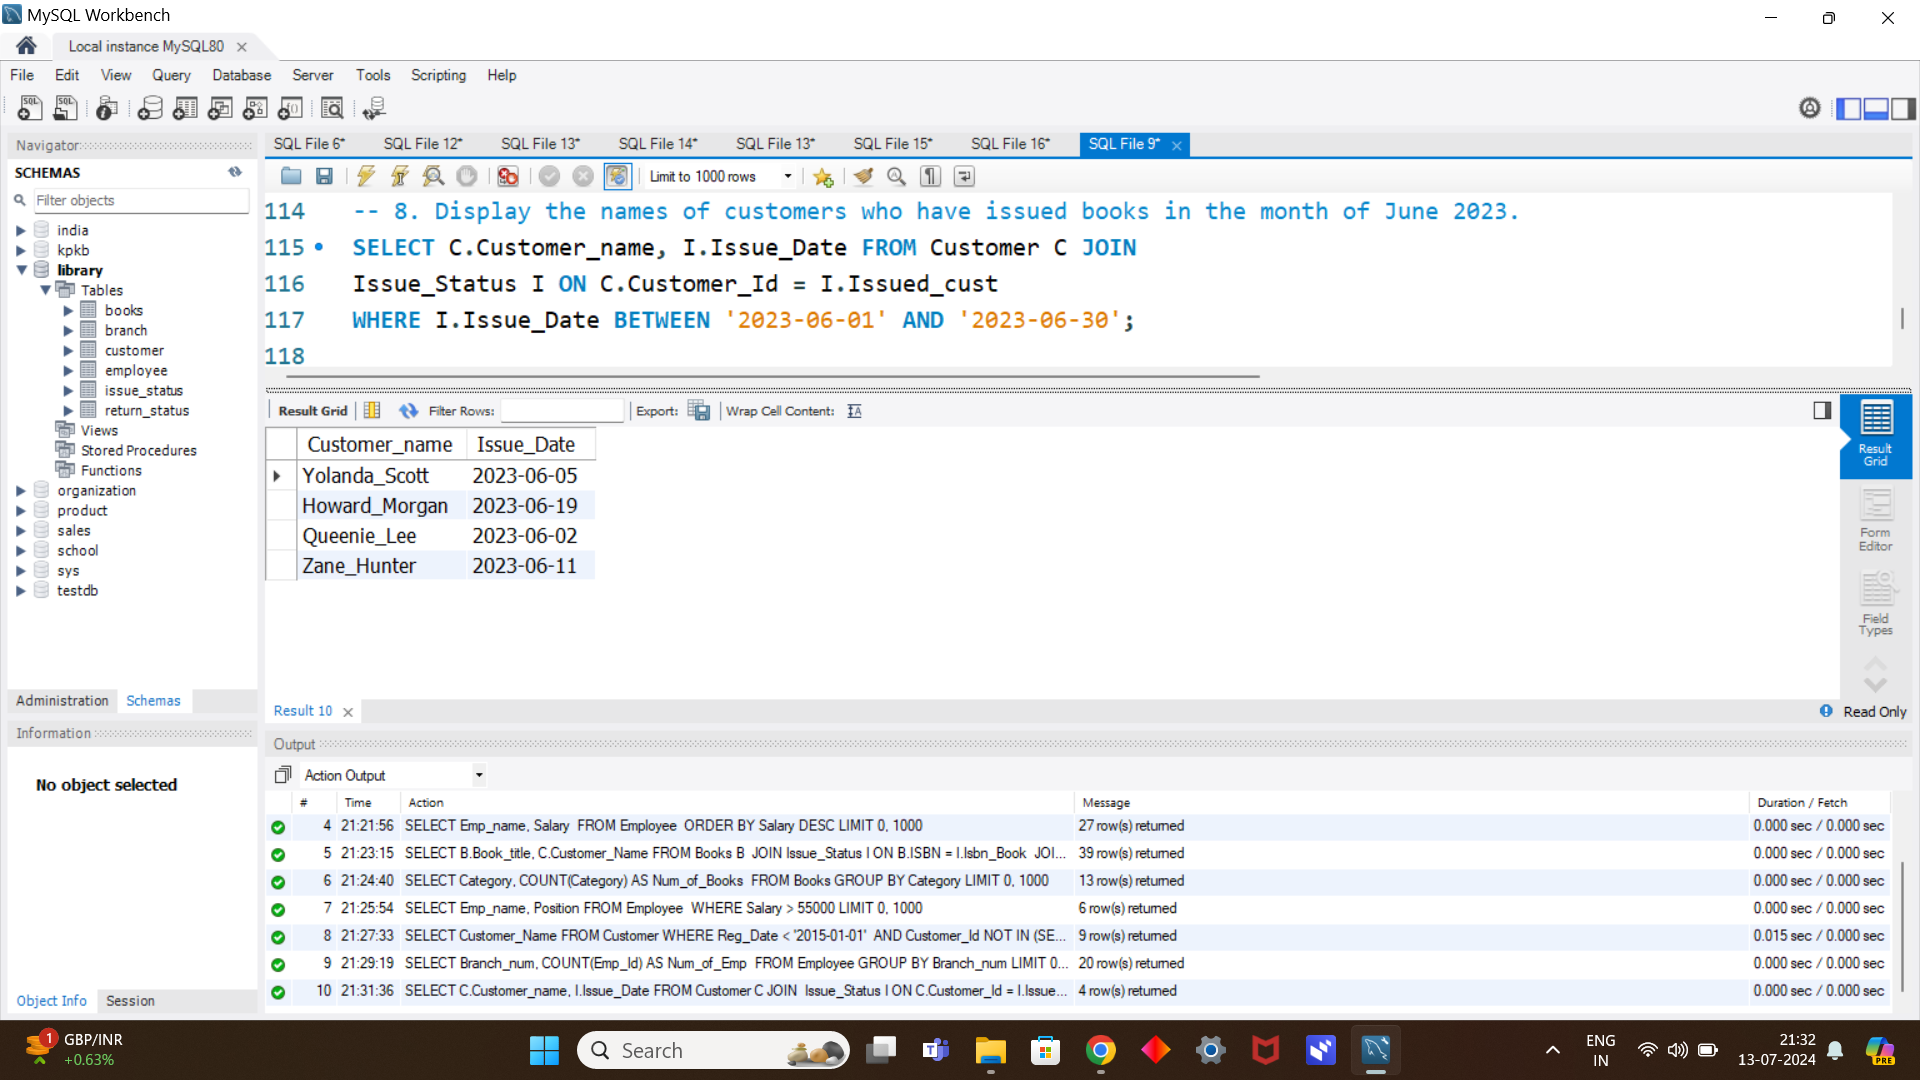 MySQL Workbench
Local instance MySQL80
File Edit View Query Database Server Tools Scripting Help
Navigator
SCHEMAS
Filter objects
india
kpkb
library
Tables
books
branch
customer
employee
issue_status
return_status
Views
Stored Procedures
Functions
organization
product
sales
school
sys
testdb
Administration Schemas
Information
No object selected
Object Info Session
SQL File 6* SQL File 12* SQL File 13* SQL File 14* SQL File 13* SQL File 15* SQL File 16* SQL File 9*
Limit to 1000 rows
114 -- 8. Display the names of customers who have issued books in the month of June 2023.
115 SELECT C.Customer_name, I.Issue_Date FROM Customer C JOIN
116 Issue_Status I ON C.Customer_Id = I.Issued_cust
117 WHERE I.Issue_Date BETWEEN '2023-06-01' AND '2023-06-30';
118
Result Grid Filter Rows: Export: Wrap Cell Content:
Customer_name Issue_Date
Yolanda_Scott 2023-06-05
Howard_Morgan 2023-06-19
Queenie_Lee 2023-06-02
Zane_Hunter 2023-06-11
Result
Grid
Form
Editor
Field
Types
Result 10
Read Only
Output
Action Output
# Time Action Message Duration / Fetch
4 21:21:56 SELECT Emp_name, Salary FROM Employee ORDER BY Salary DESC LIMIT 0, 1000 27 row(s) returned 0.000 sec / 0.000 sec
5 21:23:15 SELECT B.Book_title, C.Customer_Name FROM Books B JOIN Issue_Status I ON B.ISBN = I.Isbn_Book JOI... 39 row(s) returned 0.000 sec / 0.000 sec
6 21:24:40 SELECT Category, COUNT(Category) AS Num_of_Books FROM Books GROUP BY Category LIMIT 0, 1000 13 row(s) returned 0.000 sec / 0.000 sec
7 21:25:54 SELECT Emp_name, Position FROM Employee WHERE Salary > 55000 LIMIT 0, 1000 6 row(s) returned 0.000 sec / 0.000 sec
8 21:27:33 SELECT Customer_Name FROM Customer WHERE Reg_Date < '2015-01-01' AND Customer_Id NOT IN (SE... 9 row(s) returned 0.015 sec / 0.000 sec
9 21:29:19 SELECT Branch_num, COUNT(Emp_Id) AS Num_of_Emp FROM Employee GROUP BY Branch_num LIMIT 0... 20 row(s) returned 0.000 sec / 0.000 sec
10 21:31:36 SELECT C.Customer_name, I.Issue_Date FROM Customer C JOIN Issue_Status I ON C.Customer_Id = I.Issue... 4 row(s) returned 0.000 sec / 0.000 sec
1
GBP/INR
+0.63%
Search
ENG
IN
21:32
13-07-2024
PRE